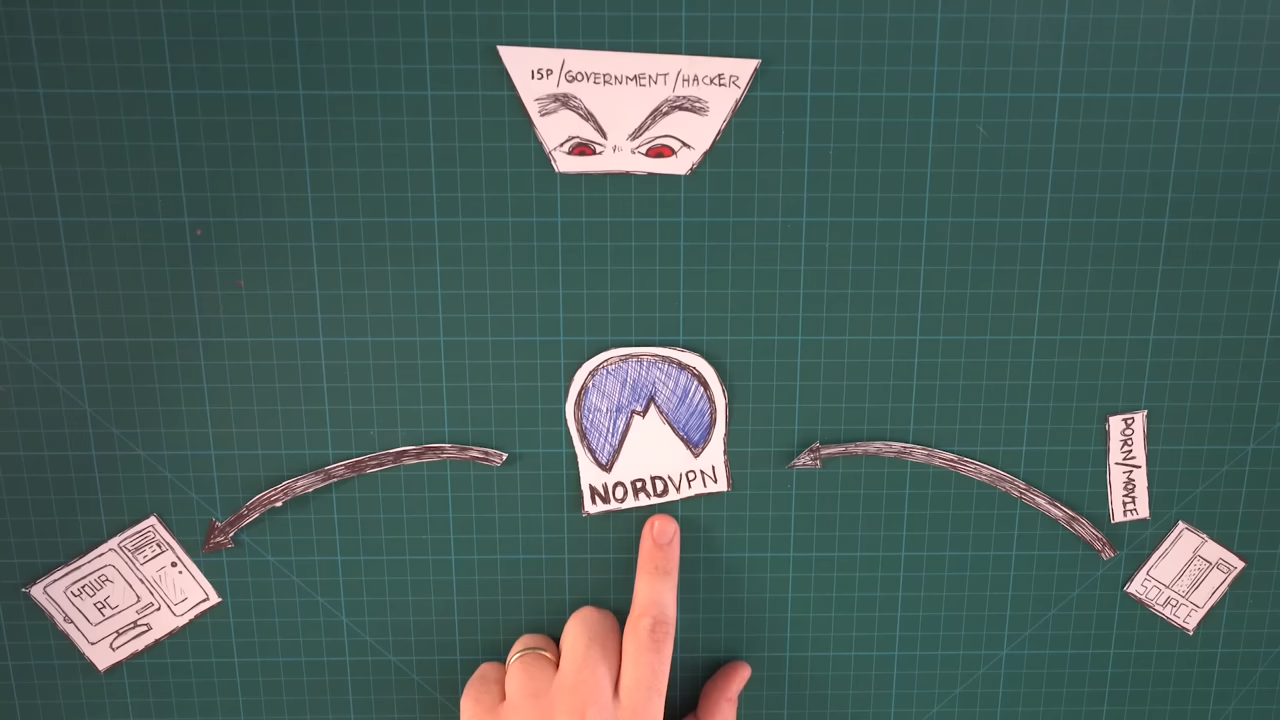 ISP/GOVERNMENT/HACKER
NORDVPN
PORN/MOVIE
YOUR
PC
SOURCE